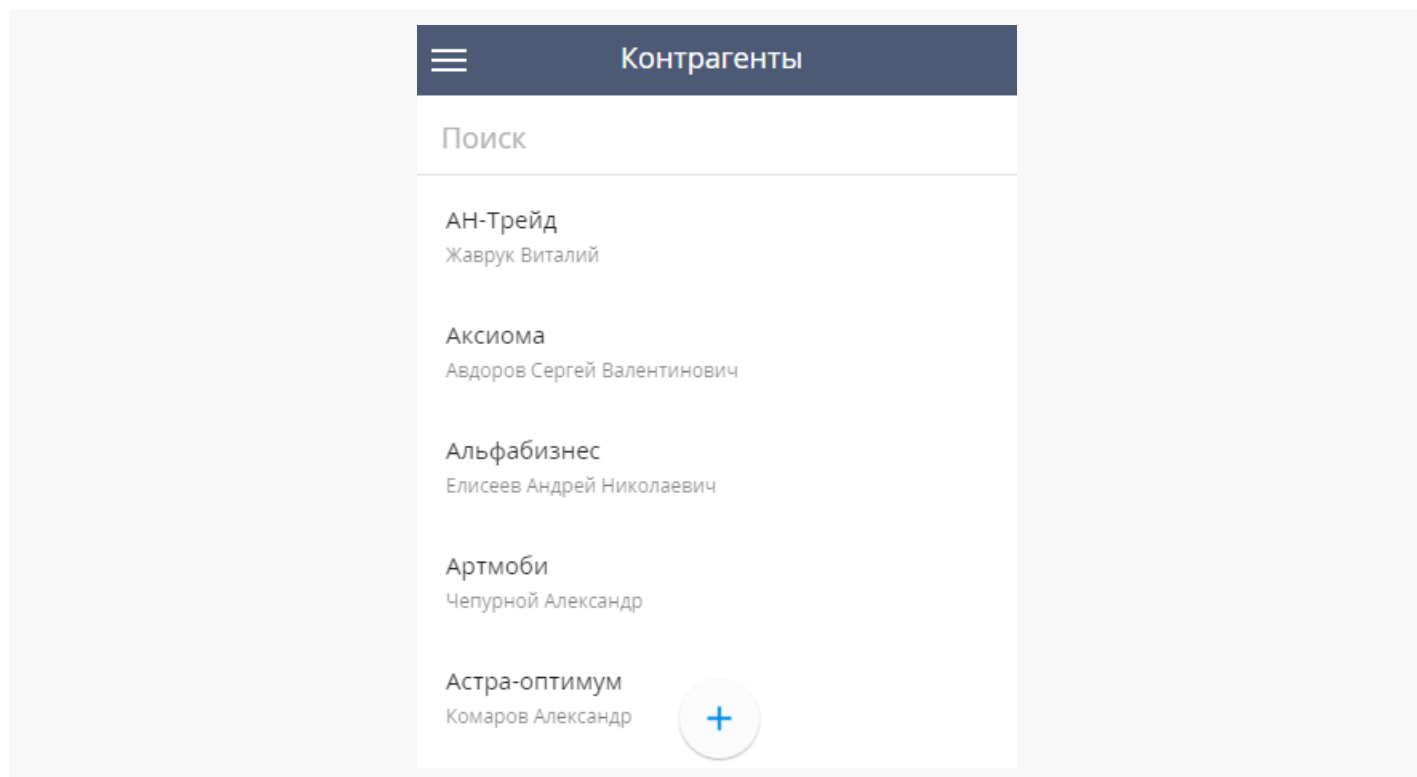 Контрагенты
Поиск
АН-Трейд
Жаврук Виталий
Аксиома
Авдоров Сергей Валентинович
Альфабизнес
Елисеев Андрей Николаевич
Артмоби
Чепурной Александр
Астра-оптимум
Комаров Александр